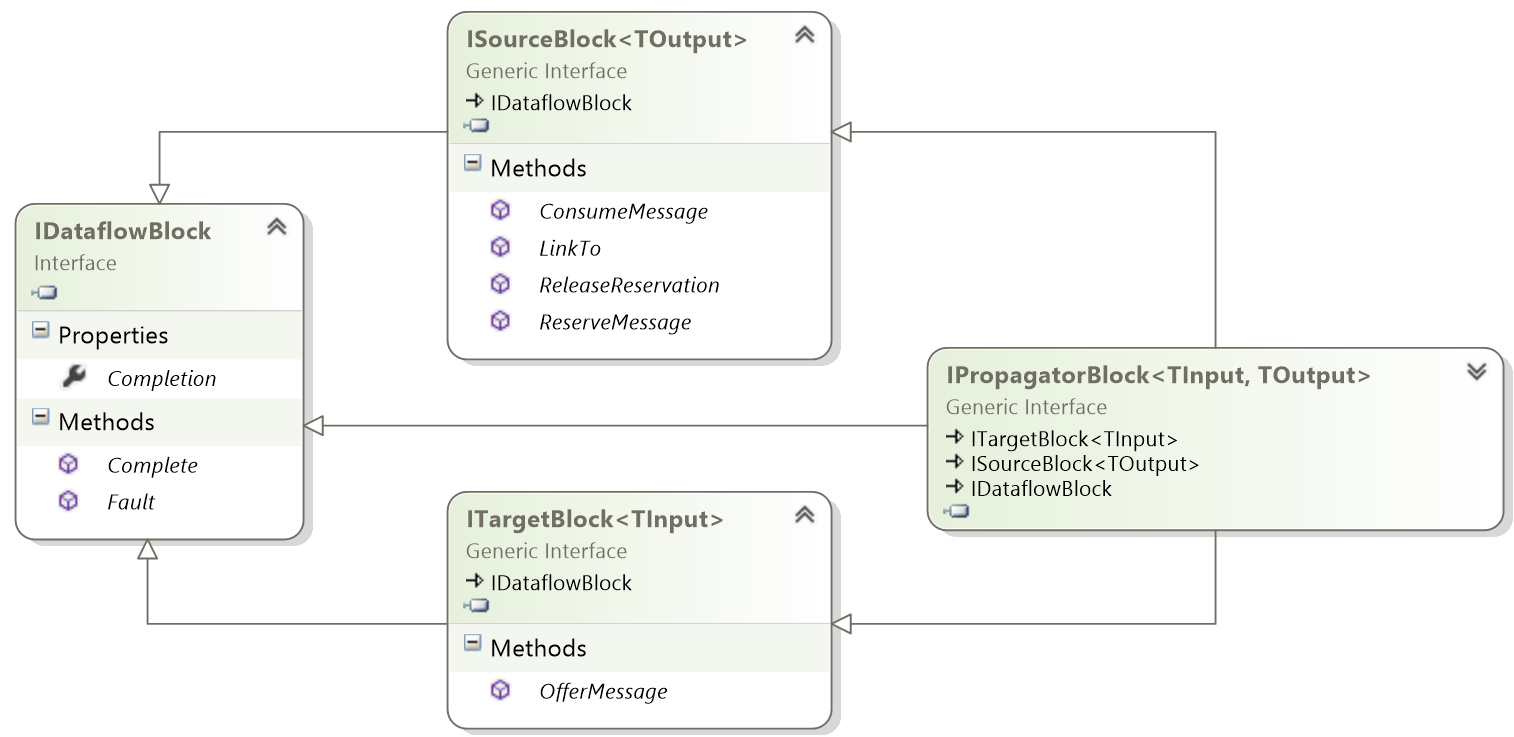 ISourceBlock<TOutput>
Generic Interface
IDataflowBlock
Methods
ConsumeMessage
LinkTo
ReleaseReservation
ReserveMessage
IDataflowBlock
Interface
Properties
Completion
Methods
Complete
Fault
IPropagatorBlock<TInput, TOutput>
Generic Interface
ITargetBlock<TInput>
ISourceBlock<TOutput>
IDataflowBlock
ITargetBlock<TInput>
Generic Interface
IDataflowBlock
Methods
OfferMessage